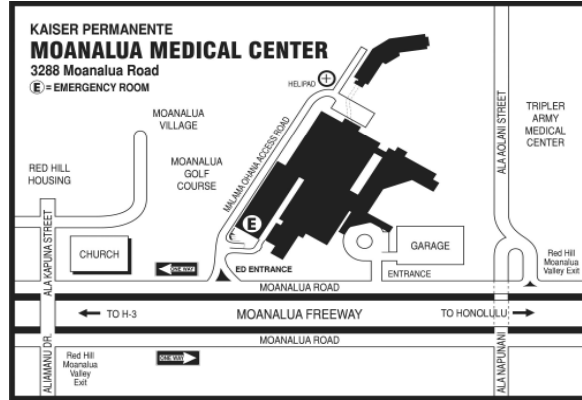 KAISER PERMANENTE
MOANALUA MEDICAL CENTER
3288 Moanalua Road
E = EMERGENCY ROOM
HELIPAD
MOANALUA
VILLAGE
MALAMA OHANA ACCESS ROAD
ALA AOLANI STREET
TRIPLER
ARMY
MEDICAL
CENTER
RED HILL
HOUSING
MOANALUA
GOLF
COURSE
ALA KAPUNA STREET
E
CHURCH
GARAGE
ONE WAY
ED ENTRANCE
ENTRANCE
Red Hill
Moanalua
Valley Exit
MOANALUA ROAD
TO H-3
MOANALUA FREEWAY
TO HONOLULU
MOANALUA ROAD
ALIAMANU DR.
Red Hill
Moanalua
Valley
Exit
ONE WAY
ALA NAPUNANI